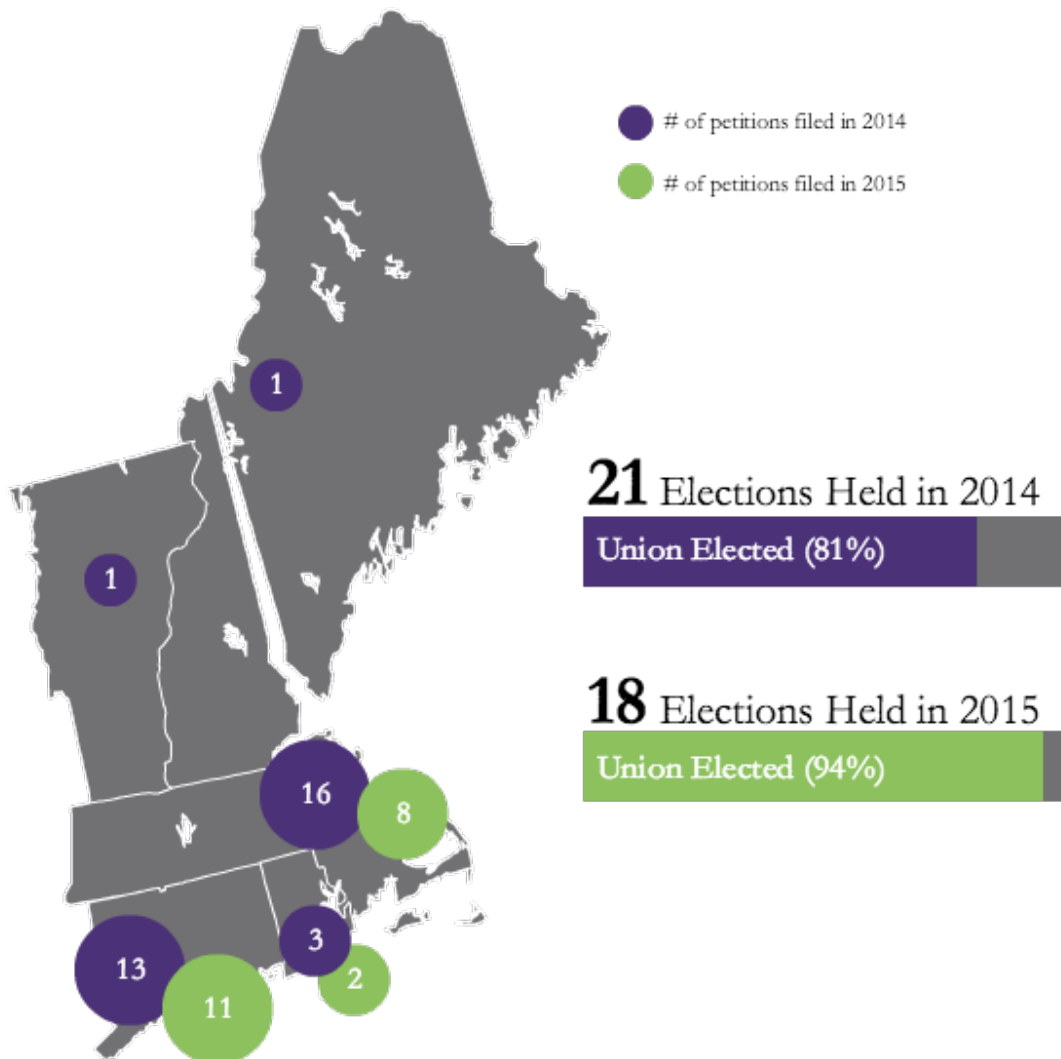 # of petitions filed in 2014
# of petitions filed in 2015
1
21 Elections Held in 2014
Union Elected (81%)
1
18 Elections Held in 2015
Union Elected (94%)
16
8
3
13
2
11